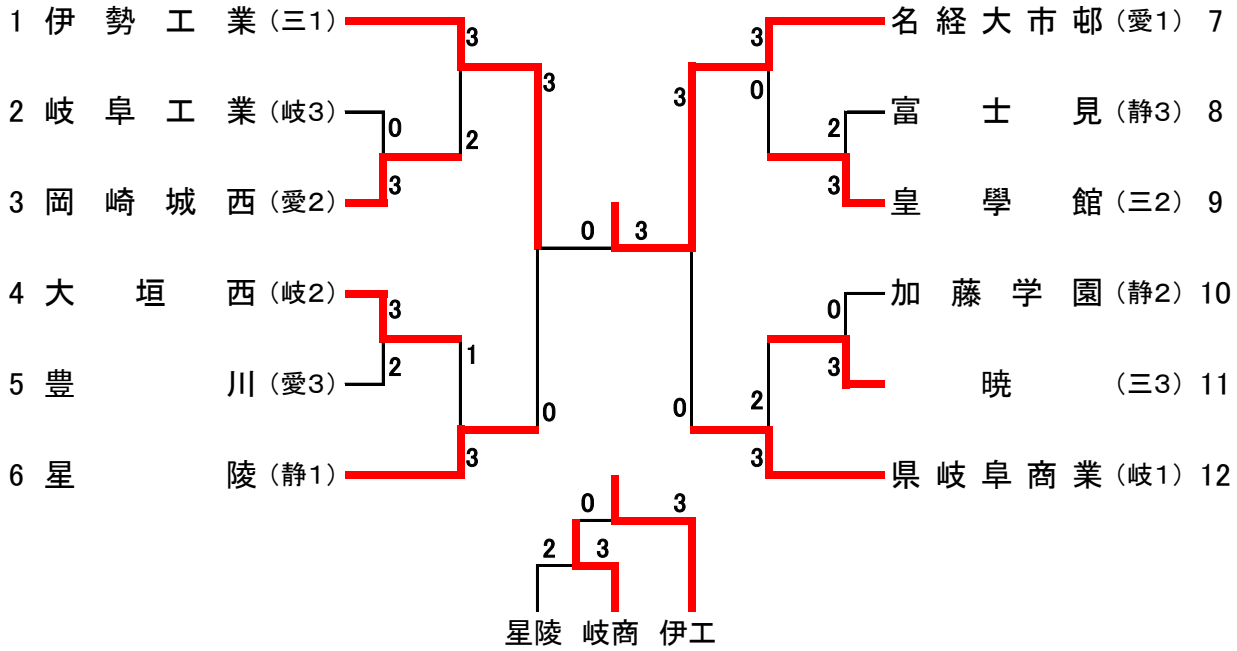 1 伊勢工業 (三1)
2 岐阜工業 (岐3)
3 岡崎城西 (愛2)
4 大垣西 (岐2)
5 豊川 (愛3)
6 星陵 (静1)
3
0
3
2
3
3
2
1
3
0
0
3
3
3
0
2
3
0
3
2
3
0
名経大市邨 (愛1) 7
富士見 (静3) 8
皇學館 (三2) 9
加藤学園 (静2) 10
暁 (三3) 11
県岐阜商業 (岐1) 12
0 3
2 3
星陵 岐商 伊工